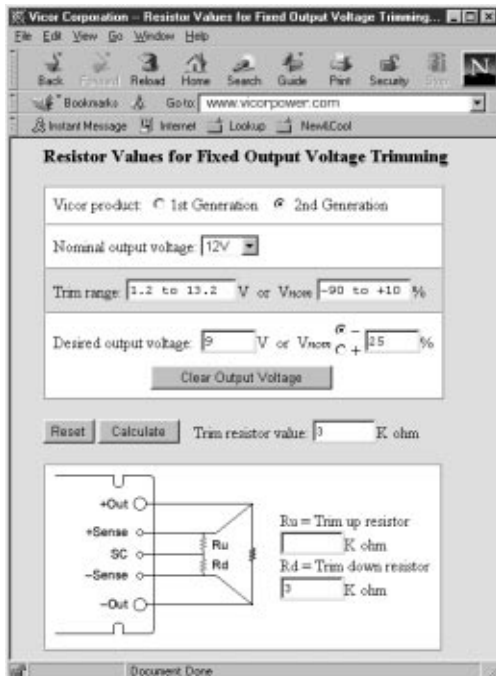 Vicor Corporation – Resistor Values for Fixed Output Voltage Trimming...
File Edit View Go Window Help
Back Forward Reload Home Search Guide Print Security Stop N
Bookmarks Go to: www.vicorpower.com
Instant Message Internet Lookup New&Cool
Resistor Values for Fixed Output Voltage Trimming
Vicor product: 1st Generation 2nd Generation
Nominal output voltage: 12V
Trim range: 1.2 to 13.2 V or Vnom -90 to +10 %
Desired output voltage: 9 V or Vnom − + 25 %
Clear Output Voltage
Reset Calculate Trim resistor value: 3 K ohm
+Out
+Sense
SC
–Sense
–Out
Ru
Rd
Ru = Trim up resistor
K ohm
Rd = Trim down resistor
3 K ohm
Document Done